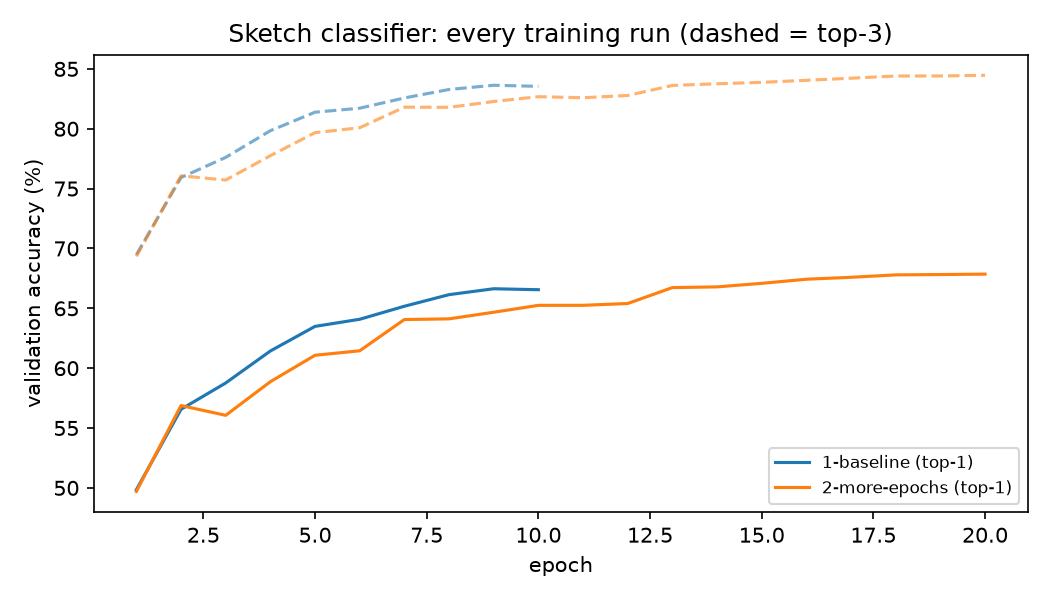 Sketch classifier: every training run (dashed = top-3)
85
80
75
70
65
60
55
50
validation accuracy (%)
1-baseline (top-1)
2-more-epochs (top-1)
2.5 5.0 7.5 10.0 12.5 15.0 17.5 20.0
epoch